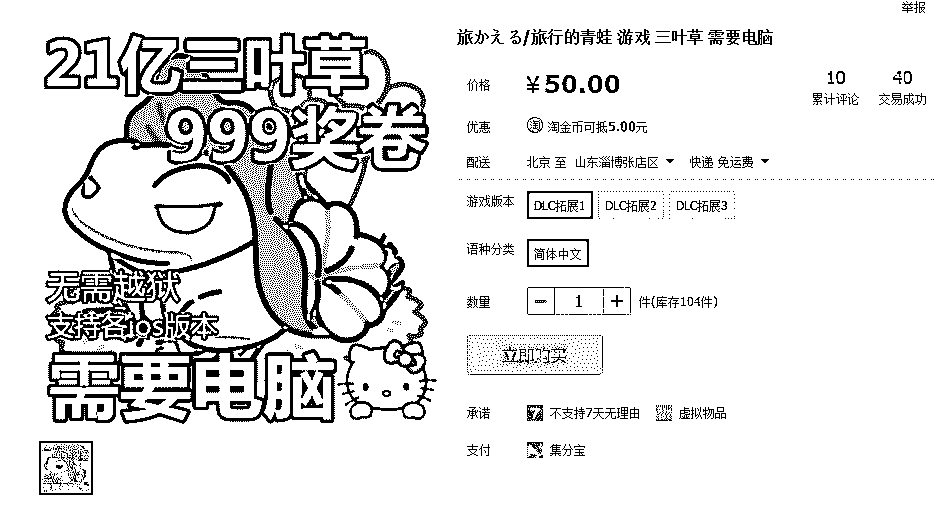 举报
21亿三叶草
999奖卷
无需越狱
支持各ios版本
需要电脑
旅かえる/旅行的青蛙 游戏 三叶草 需要电脑
价格 ¥50.00
10 累计评论
40 交易成功
优惠 淘 淘金币可抵5.00元
配送 北京 至 山东淄博张店区 快递 免运费
游戏版本 DLC拓展1 DLC拓展2 DLC拓展3
语种分类 简体中文
数量 − 1 + 件(库存104件)
立即购买
承诺 7 不支持7天无理由 虚拟物品
支付 集分宝